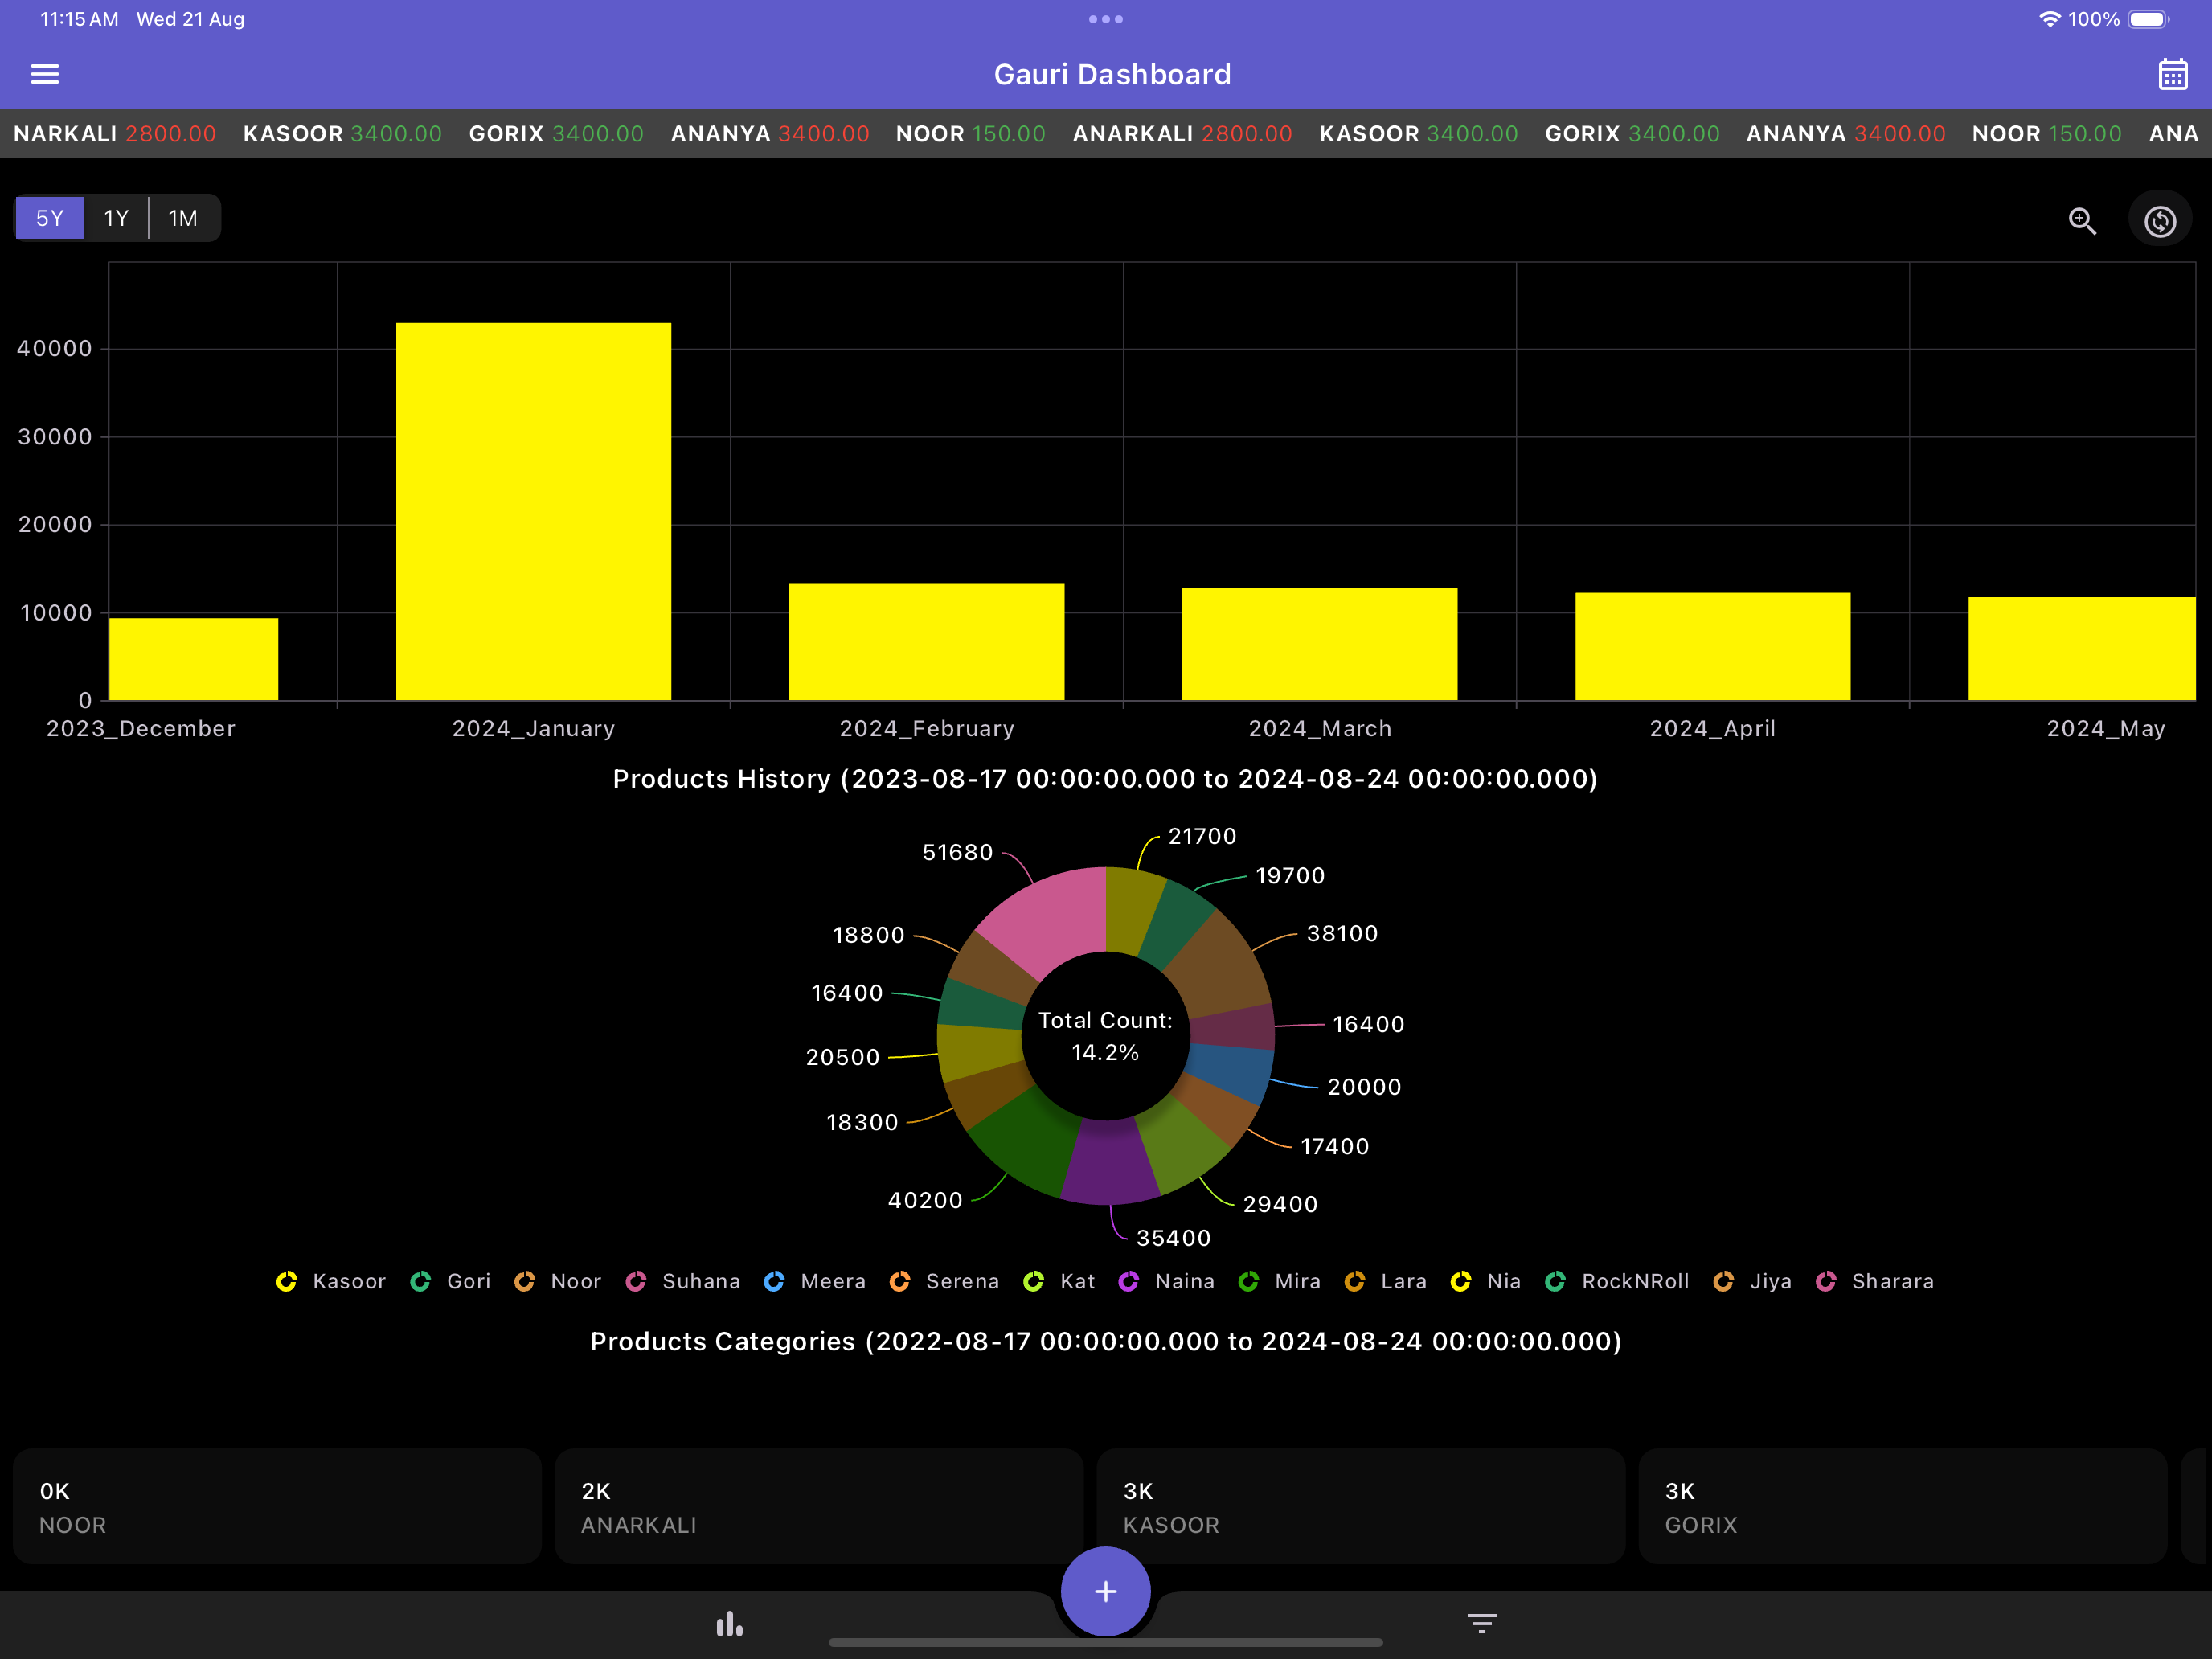 11:15 AM Wed 21 Aug 100%
Gauri Dashboard
NARKALI 2800.00 KASOOR 3400.00 GORIX 3400.00 ANANYA 3400.00 NOOR 150.00 ANARKALI 2800.00 KASOOR 3400.00 GORIX 3400.00 ANANYA 3400.00 NOOR 150.00 ANA
5Y 1Y 1M
40000
30000
20000
10000
0
2023_December 2024_January 2024_February 2024_March 2024_April 2024_May
Products History (2023-08-17 00:00:00.000 to 2024-08-24 00:00:00.000)
21700
51680
19700
38100
18800
16400
16400
Total Count:
14.2%
20500
20000
18300
17400
40200
29400
35400
Kasoor Gori Noor Suhana Meera Serena Kat Naina Mira Lara Nia RockNRoll Jiya Sharara
Products Categories (2022-08-17 00:00:00.000 to 2024-08-24 00:00:00.000)
0K 2K 3K 3K
NOOR ANARKALI KASOOR GORIX
+